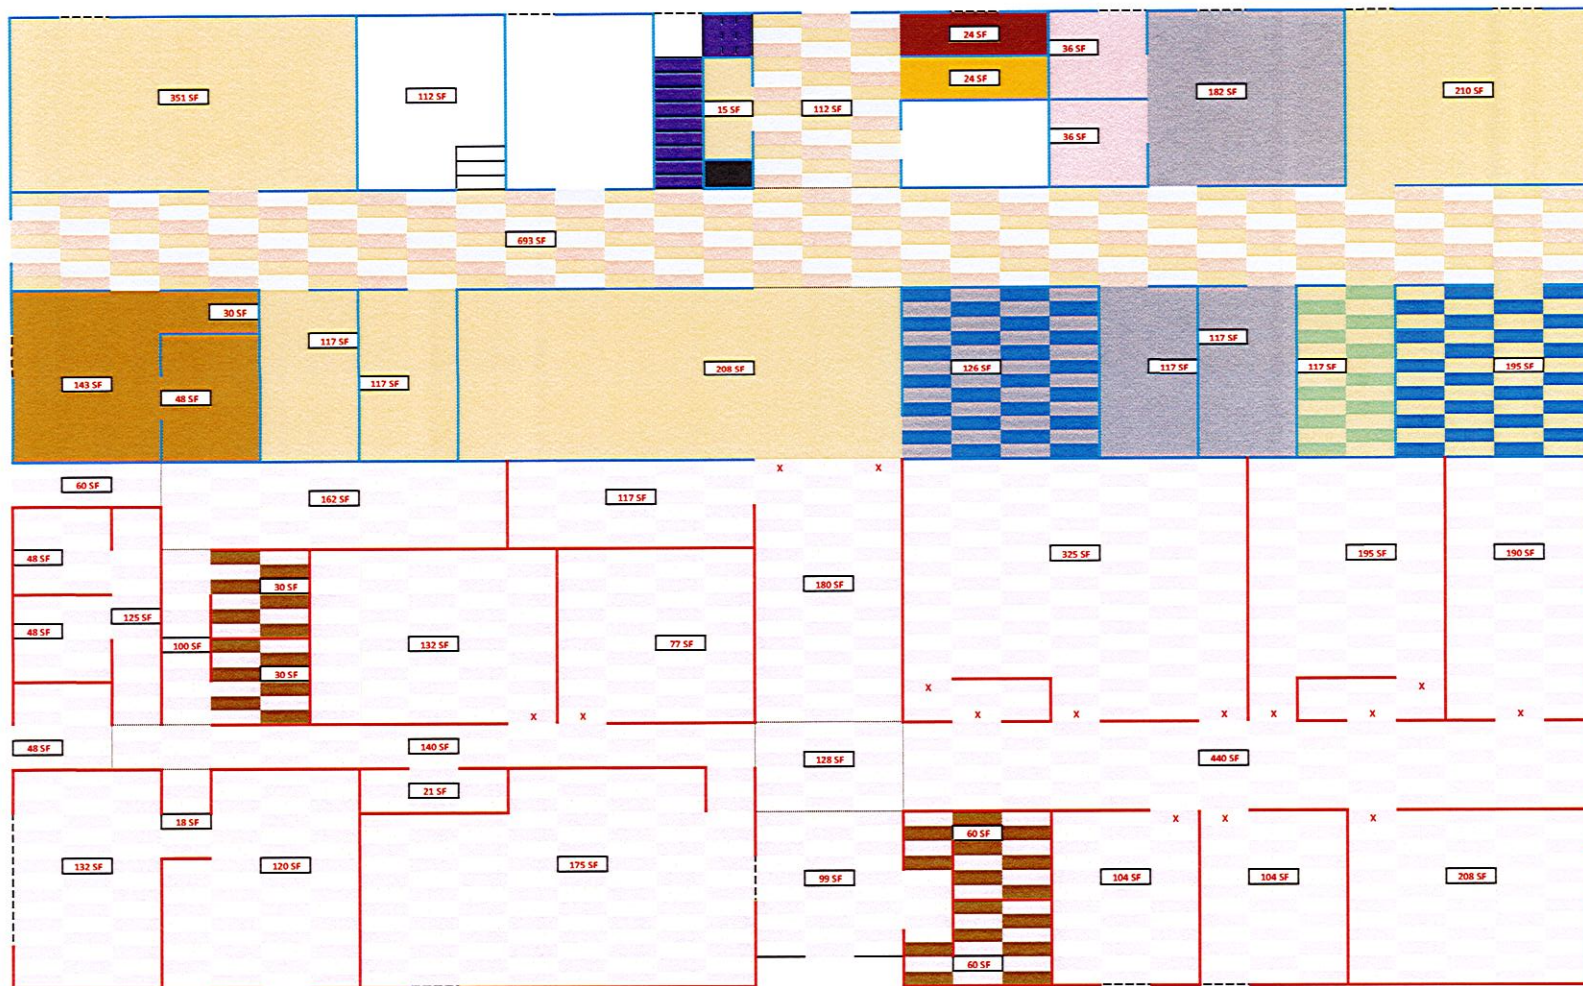 24 SF
36 SF
351 SF
112 SF
15 SF
112 SF
24 SF
182 SF
210 SF
36 SF
693 SF
30 SF
117 SF
117 SF
143 SF
48 SF
117 SF
208 SF
126 SF
117 SF
117 SF
195 SF
60 SF
162 SF
117 SF
X
X
48 SF
30 SF
180 SF
325 SF
195 SF
190 SF
48 SF
125 SF
100 SF
132 SF
77 SF
30 SF
X
X
X
X
X
X
X
X
X
X
48 SF
140 SF
128 SF
440 SF
21 SF
18 SF
60 SF
X
X
X
132 SF
120 SF
175 SF
99 SF
104 SF
104 SF
208 SF
60 SF